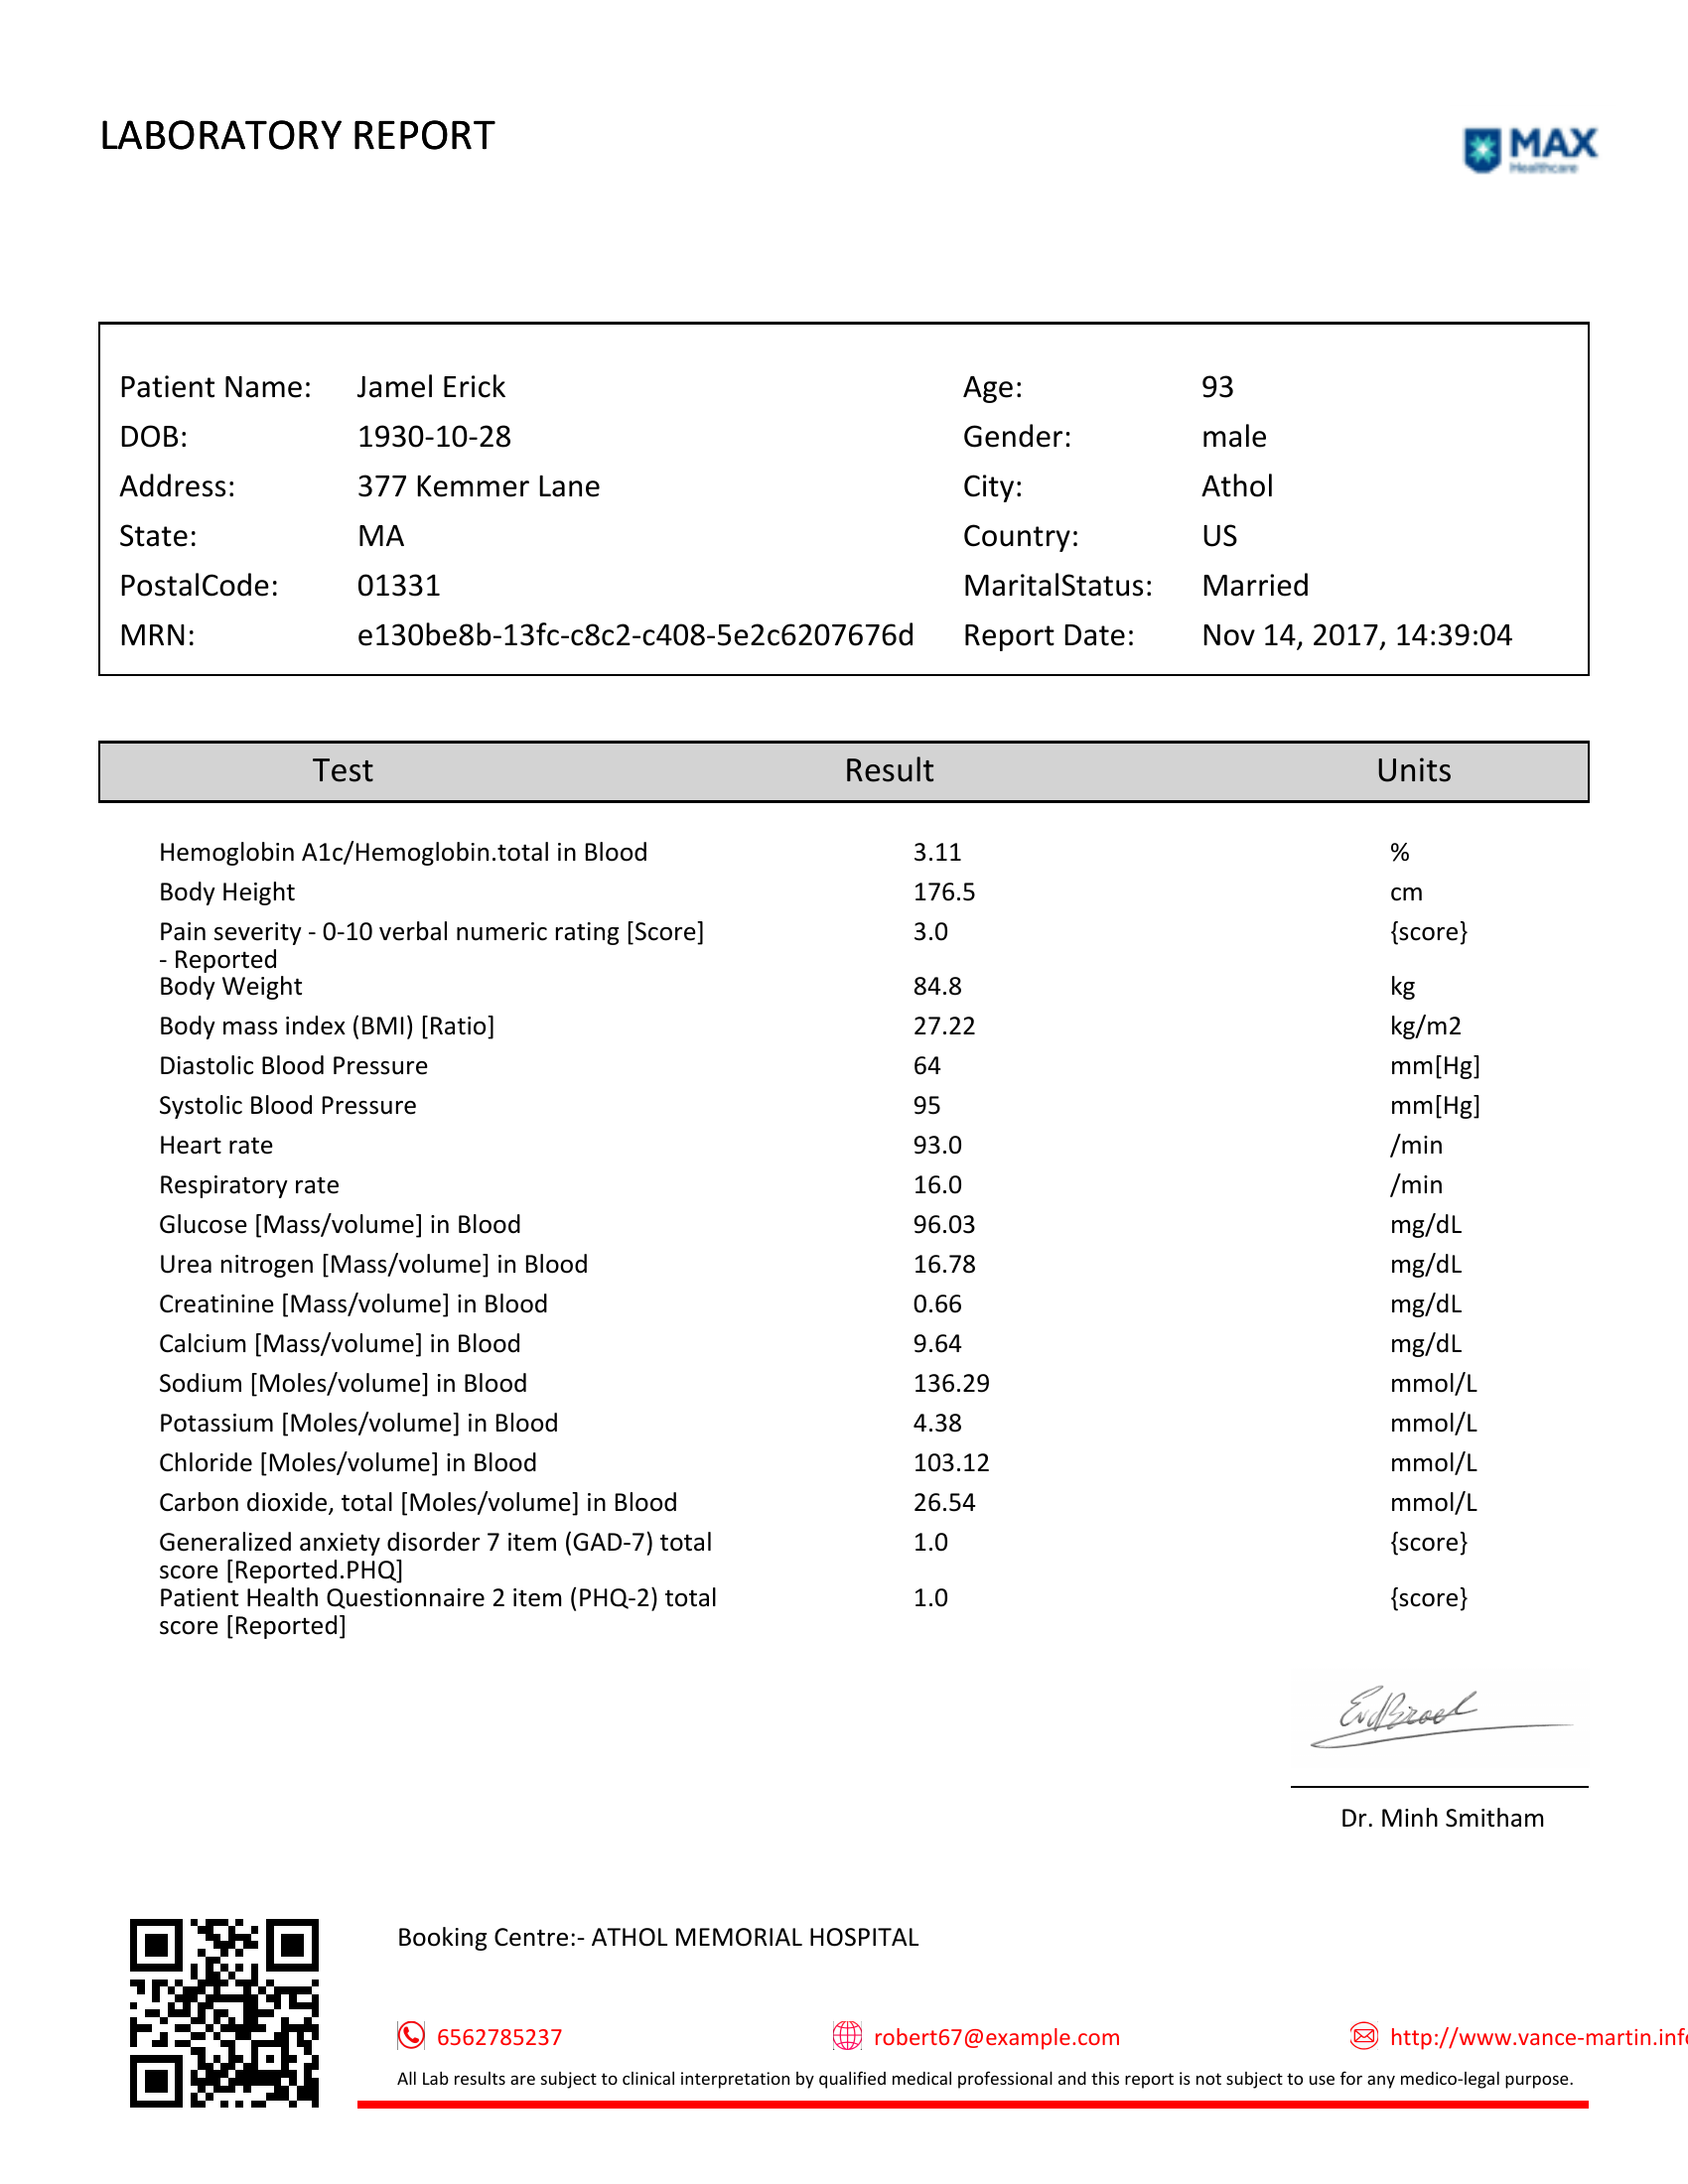 LABORATORY REPORT
MAX
Healthcare
Patient Name: Jamel Erick Age: 93
DOB: 1930-10-28 Gender: male
Address: 377 Kemmer Lane City: Athol
State: MA Country: US
PostalCode: 01331 MaritalStatus: Married
MRN: e130be8b-13fc-c8c2-c408-5e2c6207676d Report Date: Nov 14, 2017, 14:39:04
Test Result Units
Hemoglobin A1c/Hemoglobin.total in Blood 3.11 %
Body Height 176.5 cm
Pain severity - 0-10 verbal numeric rating [Score] 3.0 {score}
- Reported
Body Weight 84.8 kg
Body mass index (BMI) [Ratio] 27.22 kg/m2
Diastolic Blood Pressure 64 mm[Hg]
Systolic Blood Pressure 95 mm[Hg]
Heart rate 93.0 /min
Respiratory rate 16.0 /min
Glucose [Mass/volume] in Blood 96.03 mg/dL
Urea nitrogen [Mass/volume] in Blood 16.78 mg/dL
Creatinine [Mass/volume] in Blood 0.66 mg/dL
Calcium [Mass/volume] in Blood 9.64 mg/dL
Sodium [Moles/volume] in Blood 136.29 mmol/L
Potassium [Moles/volume] in Blood 4.38 mmol/L
Chloride [Moles/volume] in Blood 103.12 mmol/L
Carbon dioxide, total [Moles/volume] in Blood 26.54 mmol/L
Generalized anxiety disorder 7 item (GAD-7) total 1.0 {score}
score [Reported.PHQ]
Patient Health Questionnaire 2 item (PHQ-2) total 1.0 {score}
score [Reported]
Dr. Minh Smitham
Booking Centre:- ATHOL MEMORIAL HOSPITAL
6562785237 robert67@example.com http://www.vance-martin.info
All Lab results are subject to clinical interpretation by qualified medical professional and this report is not subject to use for any medico-legal purpose.